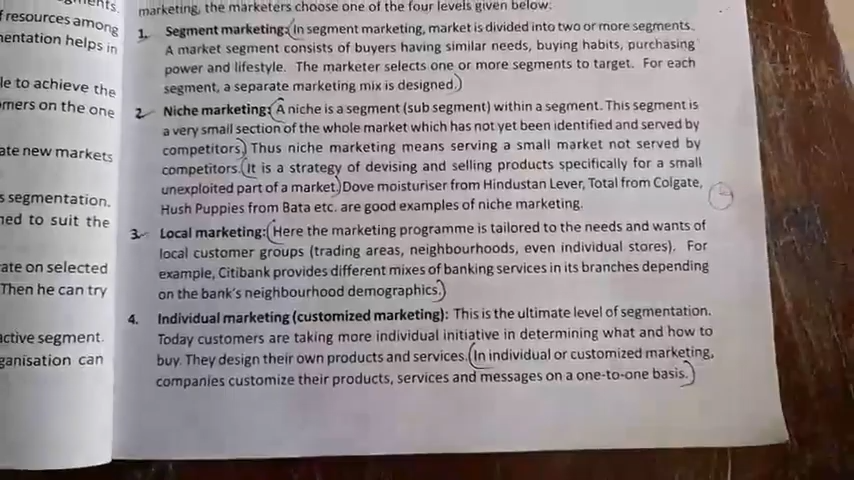 ments.
f resources among
mentation helps in
le to achieve the
mers on the one
ate new markets
s segmentation.
ned to suit the
ate on selected
Then he can try
active segment.
ganisation can
marketing, the marketers choose one of the four levels given below:
1. Segment marketing: In segment marketing, market is divided into two or more segments.
A market segment consists of buyers having similar needs, buying habits, purchasing
power and lifestyle. The marketer selects one or more segments to target. For each
segment, a separate marketing mix is designed.
2. Niche marketing: A niche is a segment (sub segment) within a segment. This segment is
a very small section of the whole market which has not yet been identified and served by
competitors. Thus niche marketing means serving a small market not served by
competitors. It is a strategy of devising and selling products specifically for a small
unexploited part of a market. Dove moisturiser from Hindustan Lever, Total from Colgate,
Hush Puppies from Bata etc. are good examples of niche marketing.
3. Local marketing: Here the marketing programme is tailored to the needs and wants of
local customer groups (trading areas, neighbourhoods, even individual stores). For
example, Citibank provides different mixes of banking services in its branches depending
on the bank's neighbourhood demographics.
4. Individual marketing (customized marketing): This is the ultimate level of segmentation.
Today customers are taking more individual initiative in determining what and how to
buy. They design their own products and services. In individual or customized marketing,
companies customize their products, services and messages on a one-to-one basis.